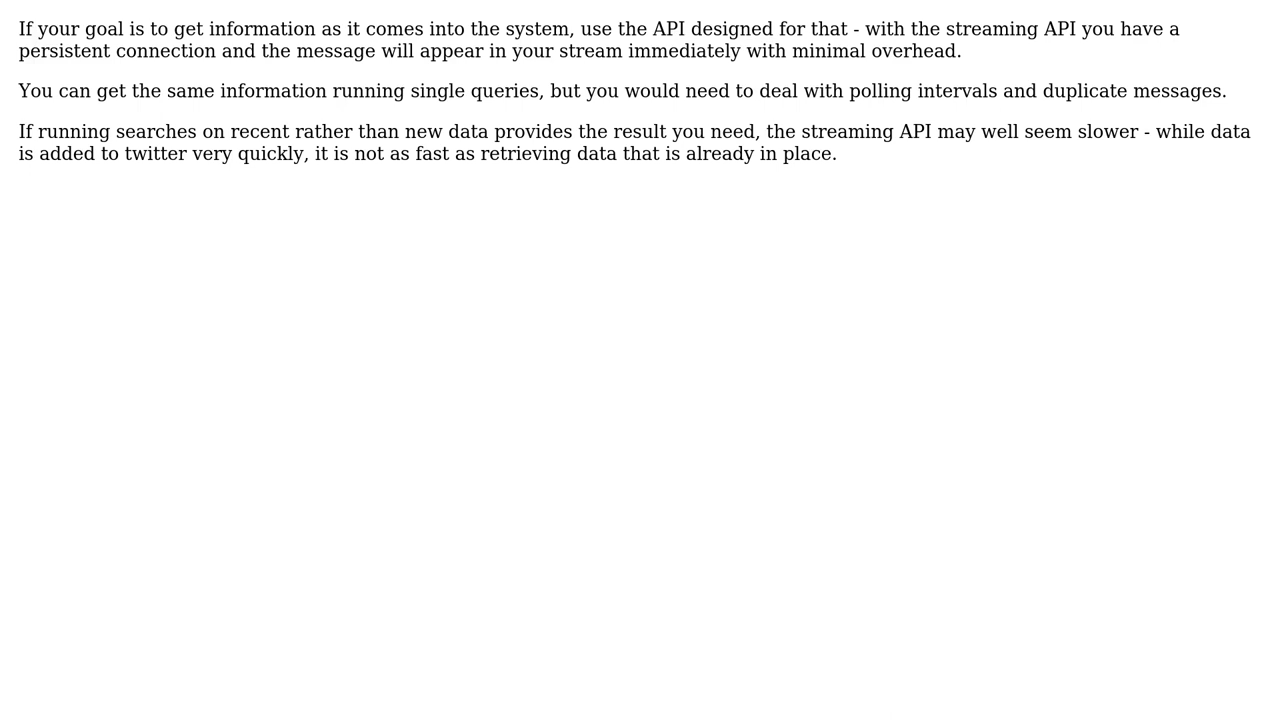 If your goal is to get information as it comes into the system, use the API designed for that - with the streaming API you have a
persistent connection and the message will appear in your stream immediately with minimal overhead.
You can get the same information running single queries, but you would need to deal with polling intervals and duplicate messages.
If running searches on recent rather than new data provides the result you need, the streaming API may well seem slower - while data
is added to twitter very quickly, it is not as fast as retrieving data that is already in place.